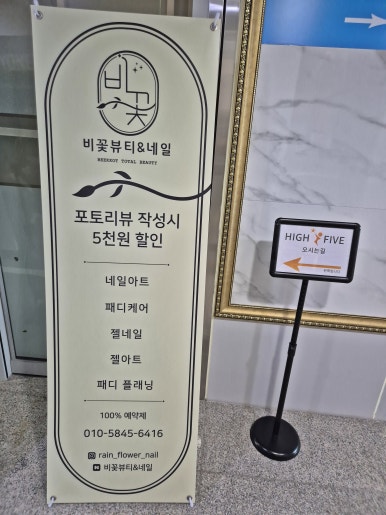 비꽃
비꽃뷰티&네일
BEEKKOT TOTAL BEAUTY
포토리뷰 작성시
5천원 할인
네일아트
패디케어
젤네일
젤아트
패디 플래닝
100% 예약제
010-5845-6416
rain_flower_nail
비꽃뷰티&네일
HIGH FIVE
오시는길